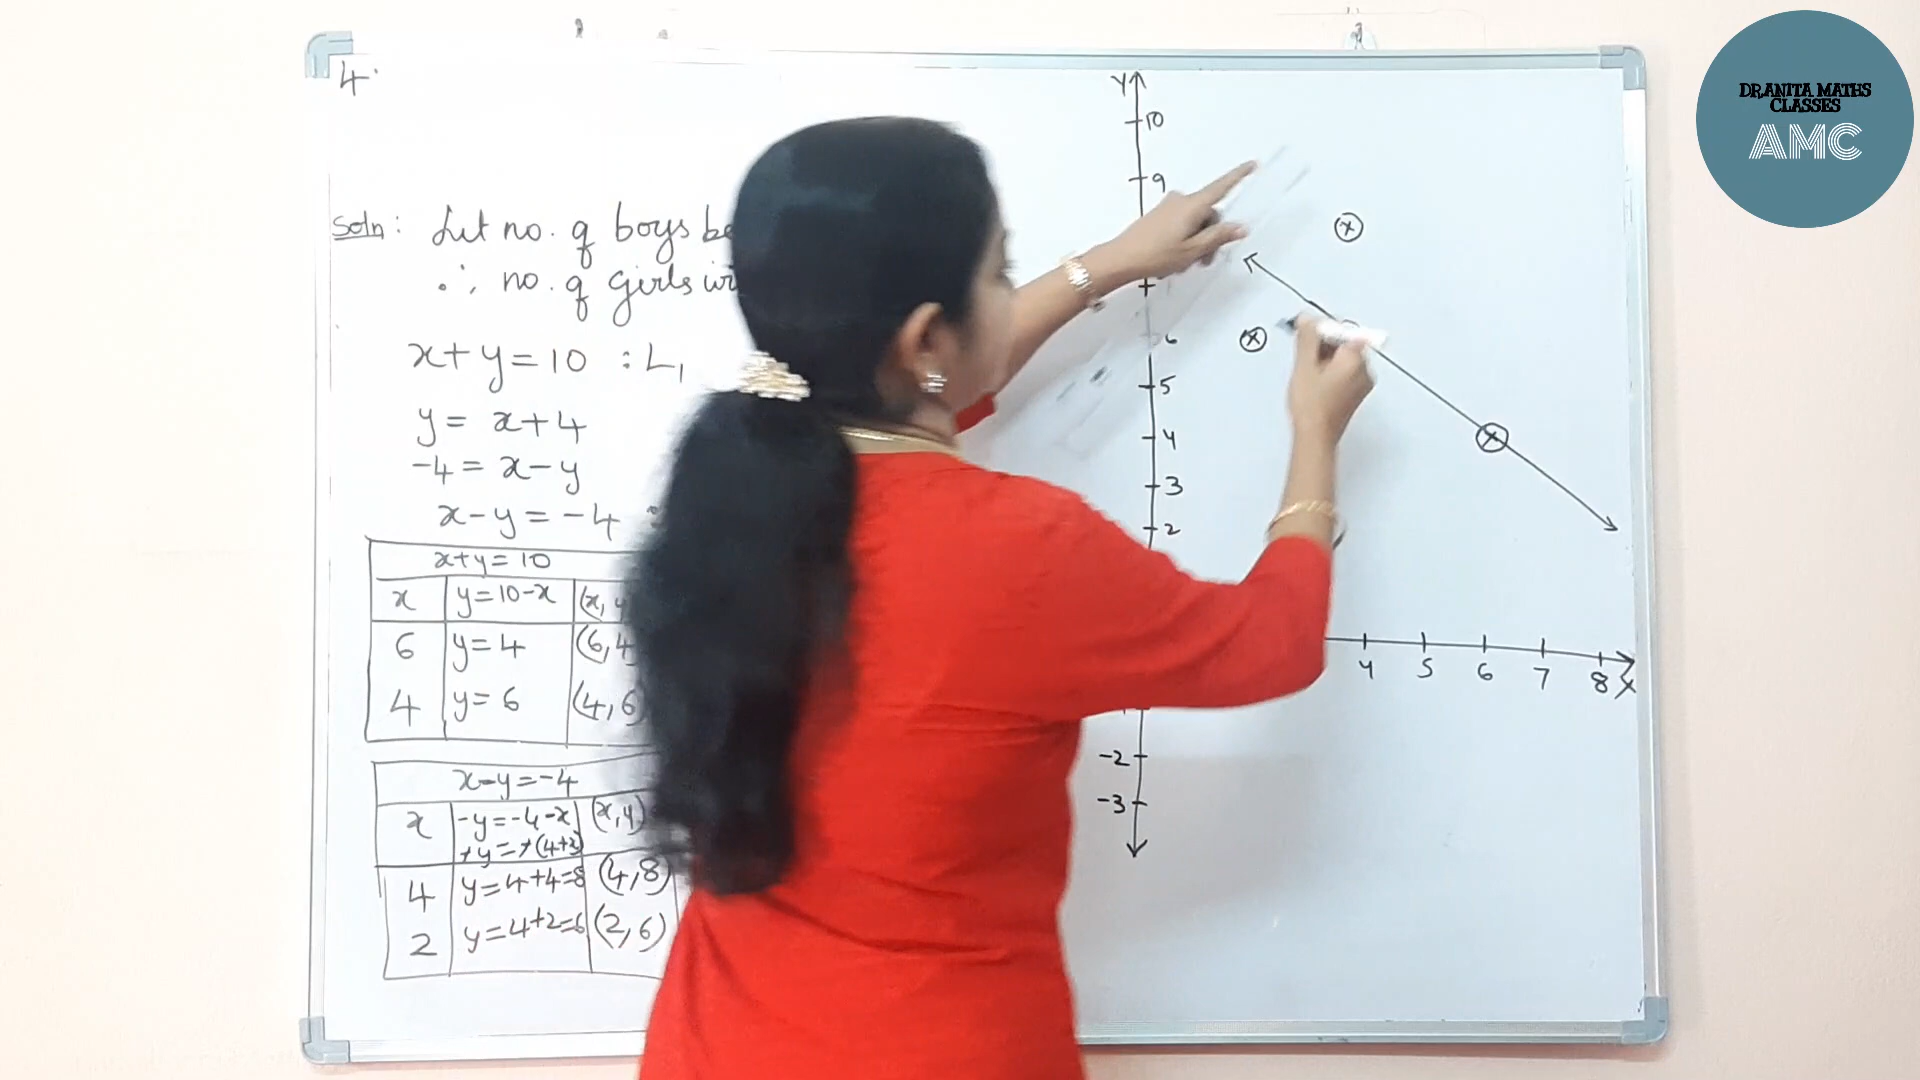 4.
Soln: Let no. of boys be
∴ no. of girls
x+y=10 : L₁
y= x+4
-4= x-y
x-y=-4
x+y=10
x y=10-x (x, y
6 y=4 (6,4
4 y=6 (4,6)
x-y=-4
x -y=-4-x (x,y)
+y=+(4+x)
4 y=4+4=8 (4,8)
2 y=4+2=6 (2,6)
Y
10
9
6
5
4
3
2
-2
-3
4 5 6 7 8 X
DR.ANITA MATHS
CLASSES
AMC